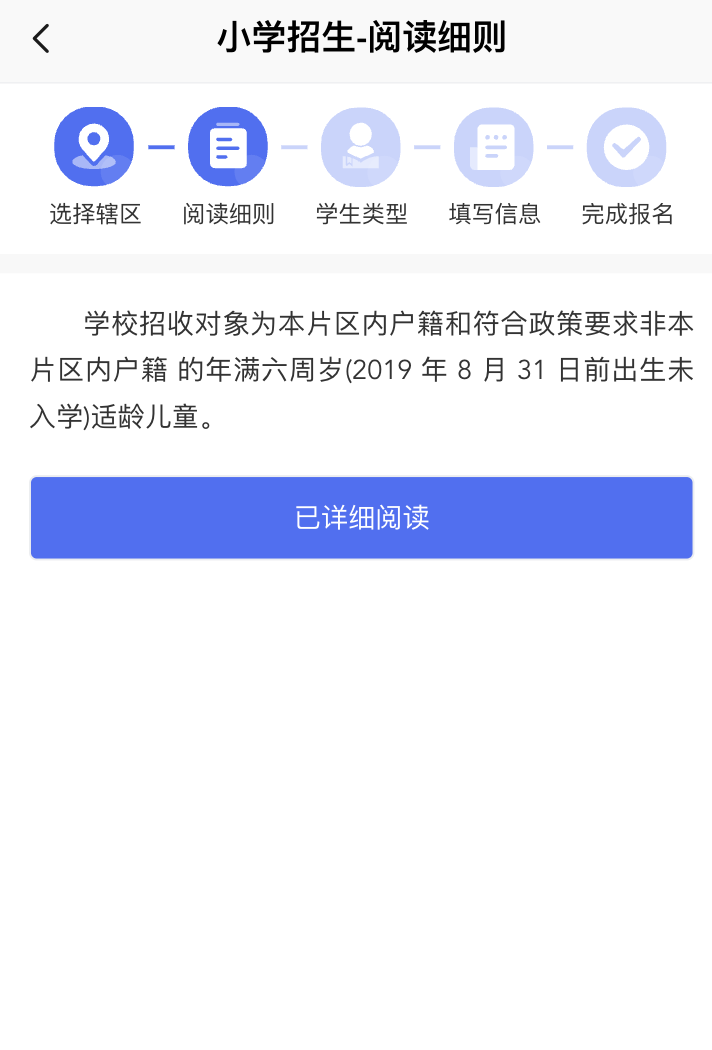 小学招生-阅读细则
选择辖区 阅读细则 学生类型 填写信息 完成报名
学校招收对象为本片区内户籍和符合政策要求非本
片区内户籍 的年满六周岁(2019 年 8 月 31 日前出生未
入学)适龄儿童。
已详细阅读